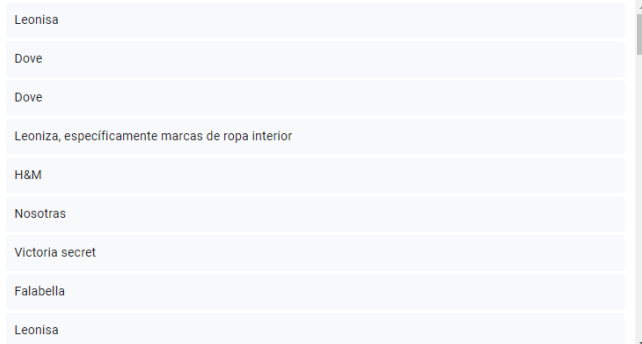 Leonisa
Dove
Dove
Leoniza, específicamente marcas de ropa interior
H&M
Nosotras
Victoria secret
Falabella
Leonisa